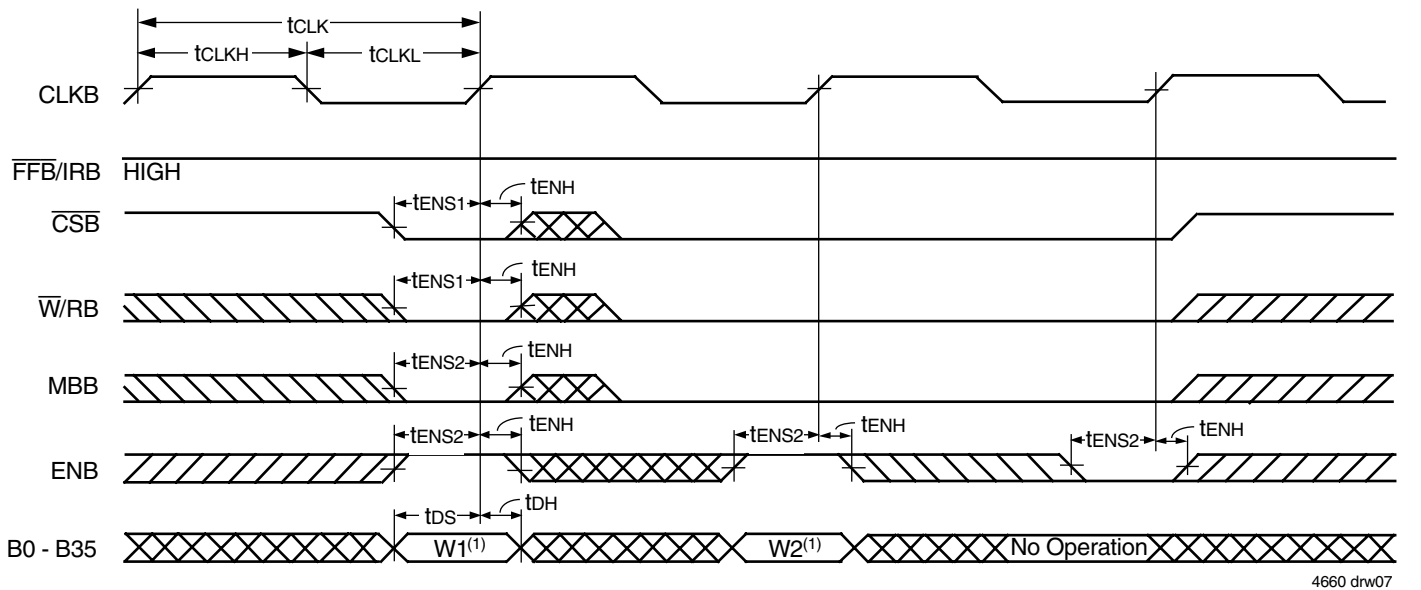 tCLK
tCLKH tCLKL
CLKB
FFB/IRB HIGH
tENS1 tENH
CSB
tENS1 tENH
W/RB
tENS2 tENH
MBB
tENS2 tENH tENS2 tENH tENS2 tENH
ENB
tDS tDH
B0 - B35 W1(1) W2(1) No Operation
4660 drw07